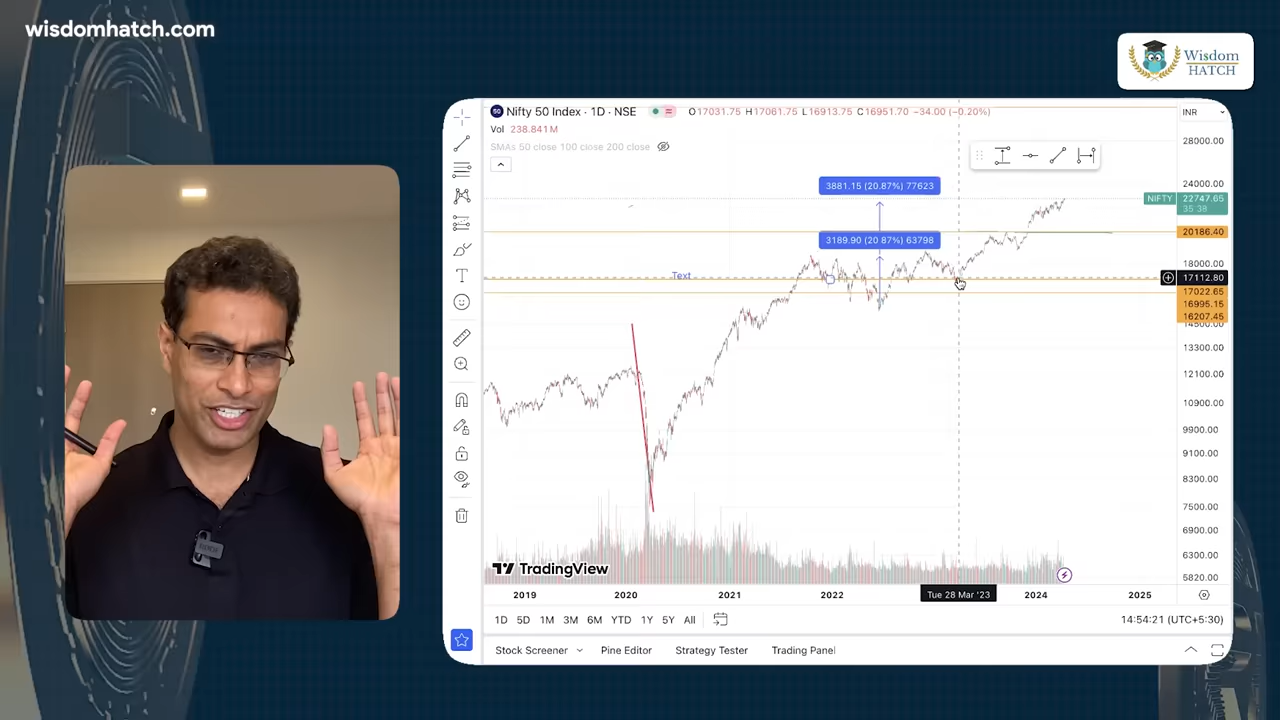 wisdomhatch.com
Wisdom
HATCH
Nifty 50 Index · 1D · NSE
O17031.75 H17061.75 L16913.75 C16951.70 −34.00 (−0.20%)
INR
Vol 238.841M
SMAs 50 close 100 close 200 close
28000.00
24000.00
3881.15 (20.87%) 77623
NIFTY 22747.65
35 38
20186.40
3189.90 (20.87%) 63798
18000.00
Text
17112.80
17022.65
16995.15
16207.45
14500.00
13300.00
12100.00
10900.00
9900.00
9100.00
8300.00
7500.00
6900.00
6300.00
5820.00
TradingView
2019 2020 2021 2022 Tue 28 Mar '23 2024 2025
1D 5D 1M 3M 6M YTD 1Y 5Y All
14:54:21 (UTC+5:30)
Stock Screener Pine Editor Strategy Tester Trading Panel